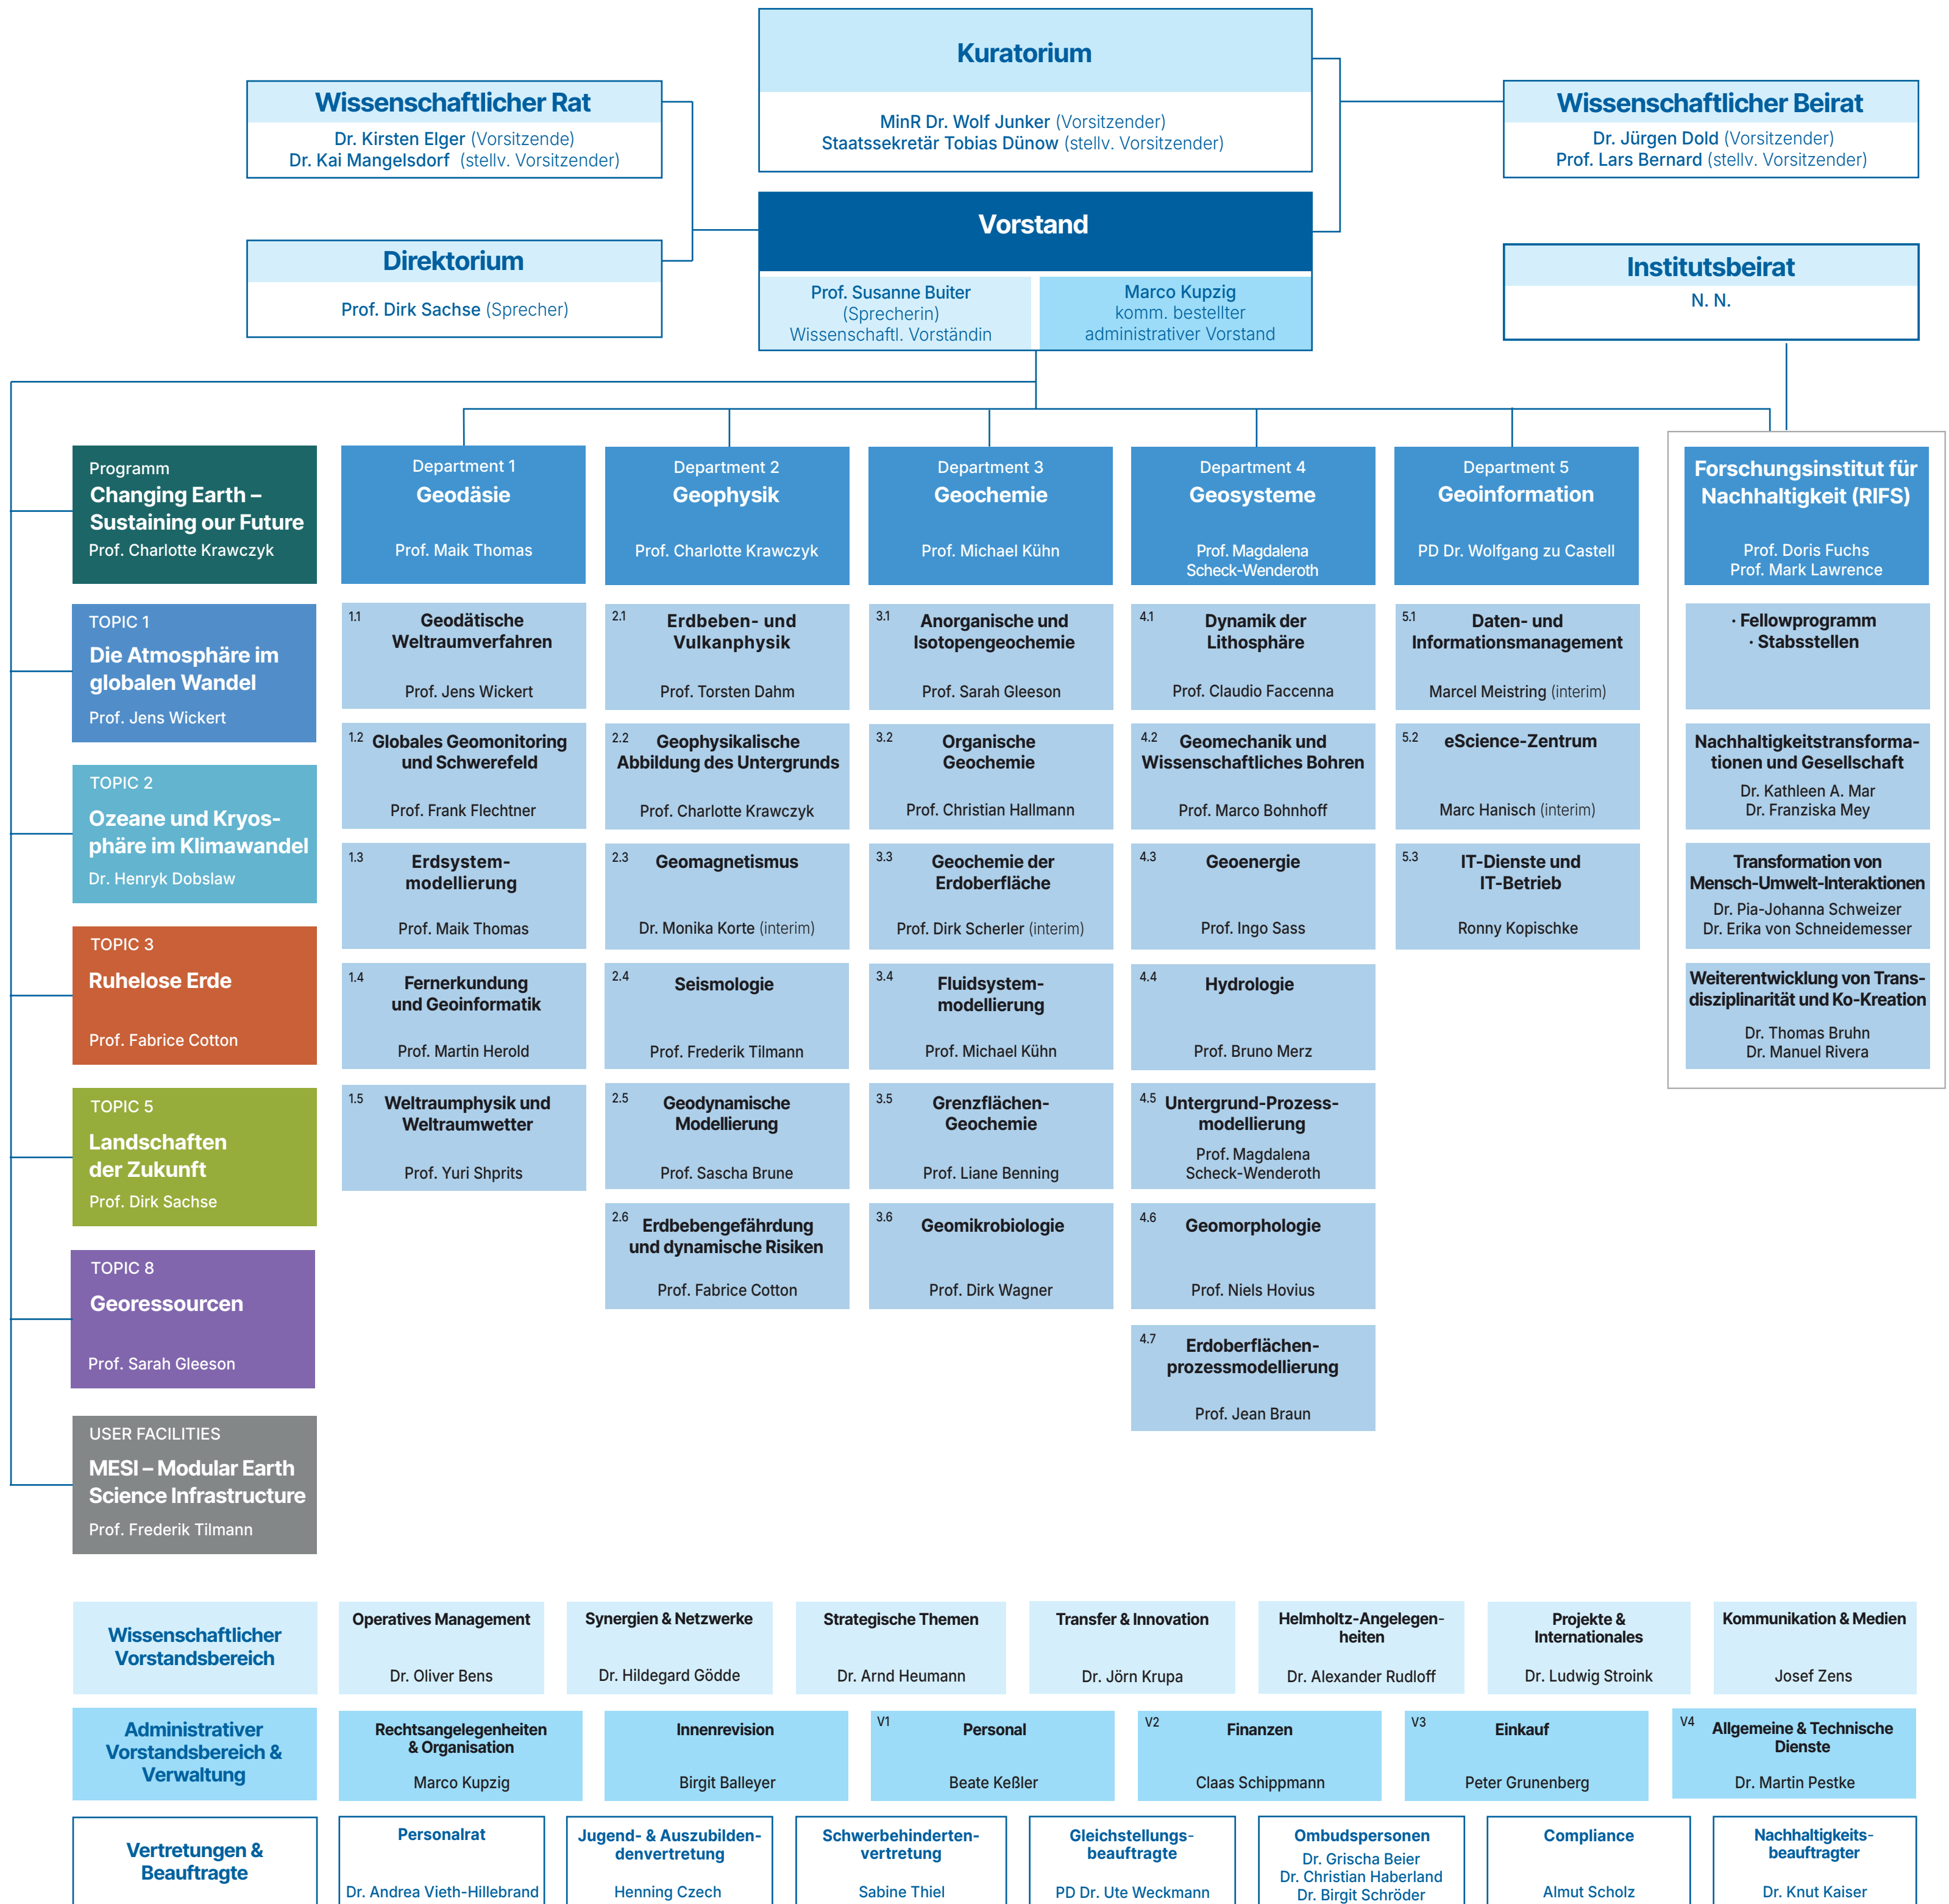 Kuratorium
MinR Dr. Wolf Junker (Vorsitzender)
Staatssekretär Tobias Dünow (stellv. Vorsitzender)
Wissenschaftlicher Rat
Dr. Kirsten Elger (Vorsitzende)
Dr. Kai Mangelsdorf (stellv. Vorsitzender)
Wissenschaftlicher Beirat
Dr. Jürgen Dold (Vorsitzender)
Prof. Lars Bernard (stellv. Vorsitzender)
Vorstand
Prof. Susanne Buiter
(Sprecherin)
Wissenschaftl. Vorständin
Marco Kupzig
komm. bestellter
administrativer Vorstand
Direktorium
Prof. Dirk Sachse (Sprecher)
Institutsbeirat
N. N.
Programm
Changing Earth –
Sustaining our Future
Prof. Charlotte Krawczyk
TOPIC 1
Die Atmosphäre im
globalen Wandel
Prof. Jens Wickert
TOPIC 2
Ozeane und Kryos-
phäre im Klimawandel
Dr. Henryk Dobslaw
TOPIC 3
Ruhelose Erde
Prof. Fabrice Cotton
TOPIC 5
Landschaften
der Zukunft
Prof. Dirk Sachse
TOPIC 8
Georessourcen
Prof. Sarah Gleeson
USER FACILITIES
MESI – Modular Earth
Science Infrastructure
Prof. Frederik Tilmann
Department 1
Geodäsie
Prof. Maik Thomas
1.1 Geodätische
Weltraumverfahren
Prof. Jens Wickert
1.2 Globales Geomonitoring
und Schwerefeld
Prof. Frank Flechtner
1.3 Erdsystem-
modellierung
Prof. Maik Thomas
1.4 Fernerkundung
und Geoinformatik
Prof. Martin Herold
1.5 Weltraumphysik und
Weltraumwetter
Prof. Yuri Shprits
Department 2
Geophysik
Prof. Charlotte Krawczyk
2.1 Erdbeben- und
Vulkanphysik
Prof. Torsten Dahm
2.2 Geophysikalische
Abbildung des Untergrunds
Prof. Charlotte Krawczyk
2.3 Geomagnetismus
Dr. Monika Korte (interim)
2.4 Seismologie
Prof. Frederik Tilmann
2.5 Geodynamische
Modellierung
Prof. Sascha Brune
2.6 Erdbebengefährdung
und dynamische Risiken
Prof. Fabrice Cotton
Department 3
Geochemie
Prof. Michael Kühn
3.1 Anorganische und
Isotopengeochemie
Prof. Sarah Gleeson
3.2 Organische
Geochemie
Prof. Christian Hallmann
3.3 Geochemie der
Erdoberfläche
Prof. Dirk Scherler (interim)
3.4 Fluidsystem-
modellierung
Prof. Michael Kühn
3.5 Grenzflächen-
Geochemie
Prof. Liane Benning
3.6 Geomikrobiologie
Prof. Dirk Wagner
Department 4
Geosysteme
Prof. Magdalena
Scheck-Wenderoth
4.1 Dynamik der
Lithosphäre
Prof. Claudio Faccenna
4.2 Geomechanik und
Wissenschaftliches Bohren
Prof. Marco Bohnhoff
4.3 Geoenergie
Prof. Ingo Sass
4.4 Hydrologie
Prof. Bruno Merz
4.5 Untergrund-Prozess-
modellierung
Prof. Magdalena
Scheck-Wenderoth
4.6 Geomorphologie
Prof. Niels Hovius
4.7 Erdoberflächen-
prozessmodellierung
Prof. Jean Braun
Department 5
Geoinformation
PD Dr. Wolfgang zu Castell
5.1 Daten- und
Informationsmanagement
Marcel Meistring (interim)
5.2 eScience-Zentrum
Marc Hanisch (interim)
5.3 IT-Dienste und
IT-Betrieb
Ronny Kopischke
Forschungsinstitut für
Nachhaltigkeit (RIFS)
Prof. Doris Fuchs
Prof. Mark Lawrence
· Fellowprogramm
· Stabsstellen
Nachhaltigkeitstransforma-
tionen und Gesellschaft
Dr. Kathleen A. Mar
Dr. Franziska Mey
Transformation von
Mensch-Umwelt-Interaktionen
Dr. Pia-Johanna Schweizer
Dr. Erika von Schneidemesser
Weiterentwicklung von Trans-
disziplinarität und Ko-Kreation
Dr. Thomas Bruhn
Dr. Manuel Rivera
Wissenschaftlicher
Vorstandsbereich
Operatives Management
Dr. Oliver Bens
Synergien & Netzwerke
Dr. Hildegard Gödde
Strategische Themen
Dr. Arnd Heumann
Transfer & Innovation
Dr. Jörn Krupa
Helmholtz-Angelegen-
heiten
Dr. Alexander Rudloff
Projekte &
Internationales
Dr. Ludwig Stroink
Kommunikation & Medien
Josef Zens
Administrativer
Vorstandsbereich &
Verwaltung
Rechtsangelegenheiten
& Organisation
Marco Kupzig
Innenrevision
Birgit Balleyer
V1 Personal
Beate Keßler
V2 Finanzen
Claas Schippmann
V3 Einkauf
Peter Grunenberg
V4 Allgemeine & Technische
Dienste
Dr. Martin Pestke
Vertretungen &
Beauftragte
Personalrat
Dr. Andrea Vieth-Hillebrand
Jugend- & Auszubilden-
denvertretung
Henning Czech
Schwerbehinderten-
vertretung
Sabine Thiel
Gleichstellungs-
beauftragte
PD Dr. Ute Weckmann
Ombudspersonen
Dr. Grischa Beier
Dr. Christian Haberland
Dr. Birgit Schröder
Compliance
Almut Scholz
Nachhaltigkeits-
beauftragter
Dr. Knut Kaiser